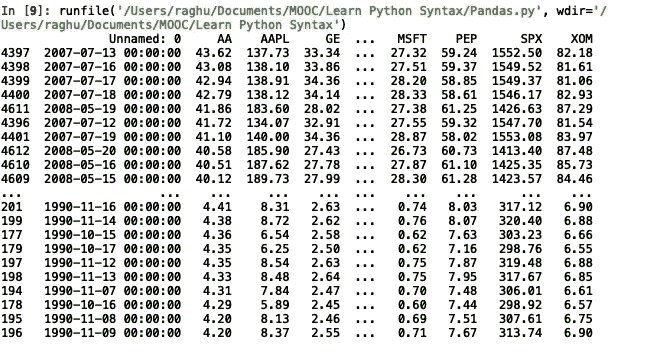 In [9]: runfile('/Users/raghu/Documents/MOOC/Learn Python Syntax/Pandas.py', wdir='/
Users/raghu/Documents/MOOC/Learn Python Syntax')
Unnamed: 0 AA AAPL GE ... MSFT PEP SPX XOM
4397 2007-07-13 00:00:00 43.62 137.73 33.34 ... 27.32 59.24 1552.50 82.18
4398 2007-07-16 00:00:00 43.08 138.10 33.86 ... 27.51 59.37 1549.52 81.61
4399 2007-07-17 00:00:00 42.94 138.91 34.36 ... 28.20 58.85 1549.37 81.06
4400 2007-07-18 00:00:00 42.79 138.12 34.14 ... 28.33 58.61 1546.17 82.93
4611 2008-05-19 00:00:00 41.86 183.60 28.02 ... 27.38 61.25 1426.63 87.29
4396 2007-07-12 00:00:00 41.72 134.07 32.91 ... 27.55 59.32 1547.70 81.54
4401 2007-07-19 00:00:00 41.10 140.00 34.36 ... 28.87 58.02 1553.08 83.97
4612 2008-05-20 00:00:00 40.58 185.90 27.43 ... 26.73 60.73 1413.40 87.48
4610 2008-05-16 00:00:00 40.51 187.62 27.78 ... 27.87 61.10 1425.35 85.73
4609 2008-05-15 00:00:00 40.12 189.73 27.99 ... 28.30 61.28 1423.57 84.46
... ... ... ... ... ... ... ... ... ...
201 1990-11-16 00:00:00 4.41 8.31 2.63 ... 0.74 8.03 317.12 6.90
199 1990-11-14 00:00:00 4.38 8.72 2.62 ... 0.76 8.07 320.40 6.88
177 1990-10-15 00:00:00 4.36 6.54 2.58 ... 0.62 7.63 303.23 6.66
179 1990-10-17 00:00:00 4.35 6.25 2.50 ... 0.62 7.16 298.76 6.55
197 1990-11-12 00:00:00 4.35 8.54 2.63 ... 0.75 7.87 319.48 6.88
198 1990-11-13 00:00:00 4.33 8.48 2.64 ... 0.75 7.95 317.67 6.85
194 1990-11-07 00:00:00 4.31 7.84 2.47 ... 0.70 7.48 306.01 6.61
178 1990-10-16 00:00:00 4.29 5.89 2.45 ... 0.60 7.44 298.92 6.57
195 1990-11-08 00:00:00 4.20 8.13 2.46 ... 0.69 7.51 307.61 6.75
196 1990-11-09 00:00:00 4.20 8.37 2.55 ... 0.71 7.67 313.74 6.90